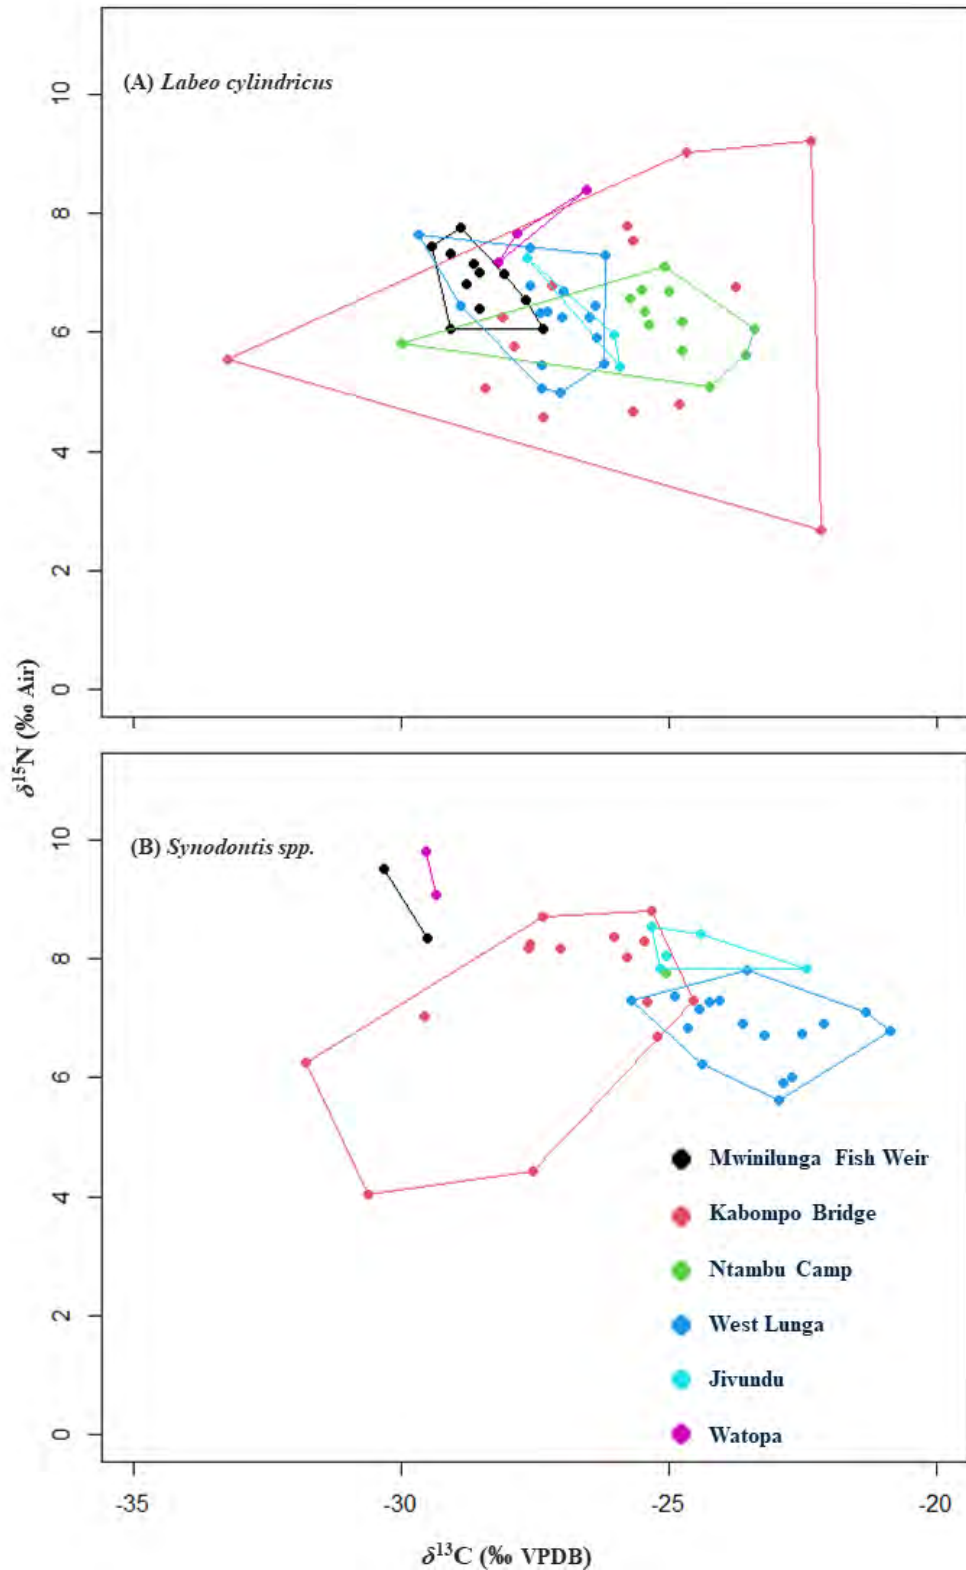 (A) Labeo cylindricus
10
8
6
4
2
0
δ¹⁵N (‰ Air)
(B) Synodontis spp.
10
8
6
4
2
0
Mwinilunga Fish Weir
Kabompo Bridge
Ntambu Camp
West Lunga
Jivundu
Watopa
-35 -30 -25 -20
δ¹³C (‰ VPDB)